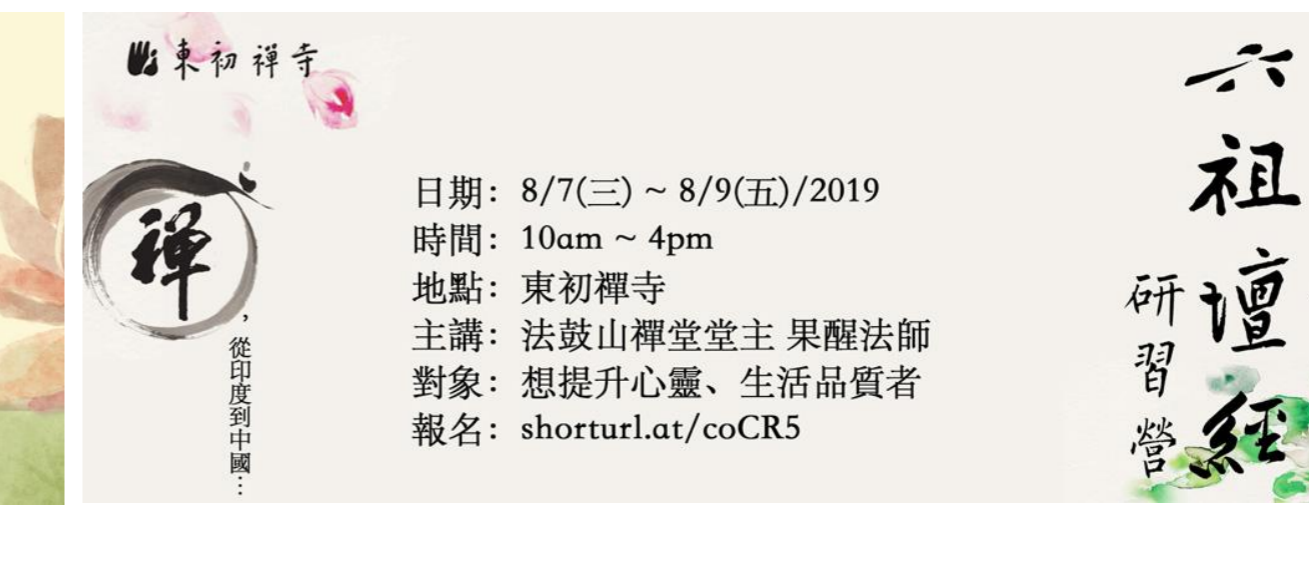 東初禪寺
禪
，從印度到中國…
日期：8/7(三) ~ 8/9(五)/2019
時間：10am ~ 4pm
地點：東初禪寺
主講：法鼓山禪堂堂主 果醒法師
對象：想提升心靈、生活品質者
報名：shorturl.at/coCR5
六祖壇經
研習營